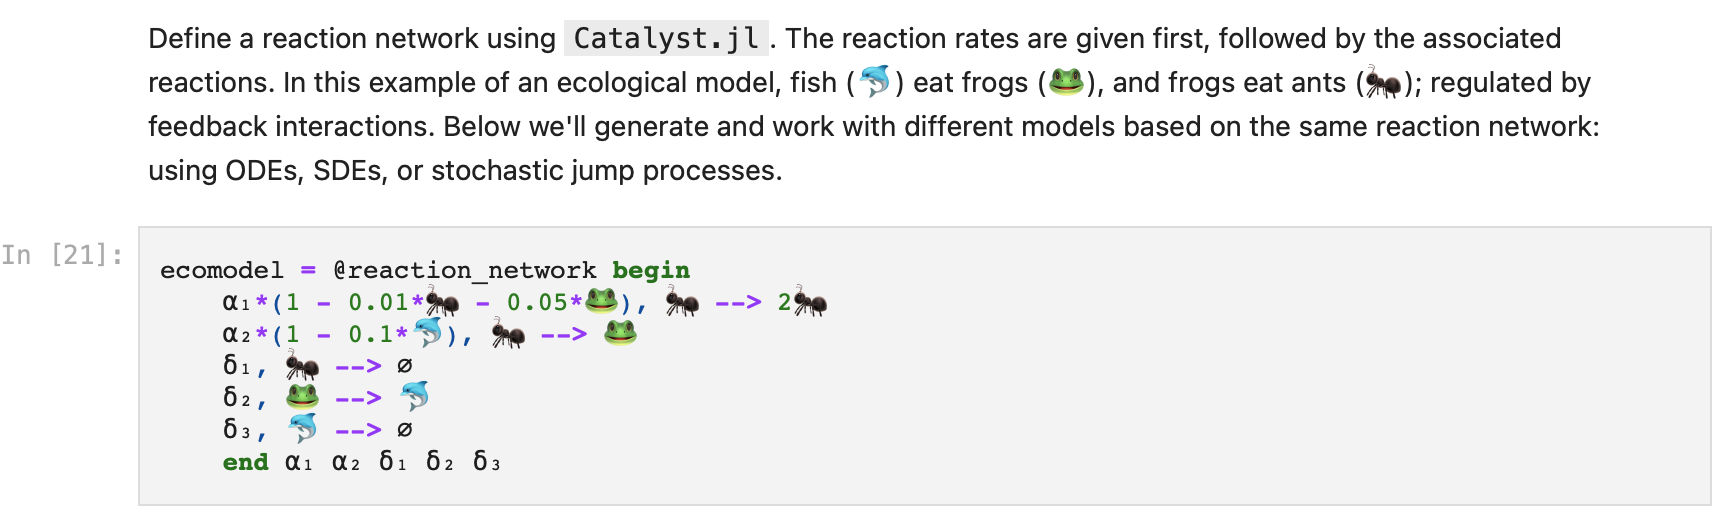 Define a reaction network using Catalyst.jl . The reaction rates are given first, followed by the associated
reactions. In this example of an ecological model, fish (🐬) eat frogs (🐸), and frogs eat ants (🐜); regulated by
feedback interactions. Below we'll generate and work with different models based on the same reaction network:
using ODEs, SDEs, or stochastic jump processes.
In [21]:
ecomodel = @reaction_network begin
    α₁*(1 - 0.01*🐜 - 0.05*🐸), 🐜 --> 2🐜
    α₂*(1 - 0.1*🐬), 🐜 --> 🐸
    δ₁, 🐜 --> ∅
    δ₂, 🐸 --> 🐬
    δ₃, 🐬 --> ∅
    end α₁ α₂ δ₁ δ₂ δ₃